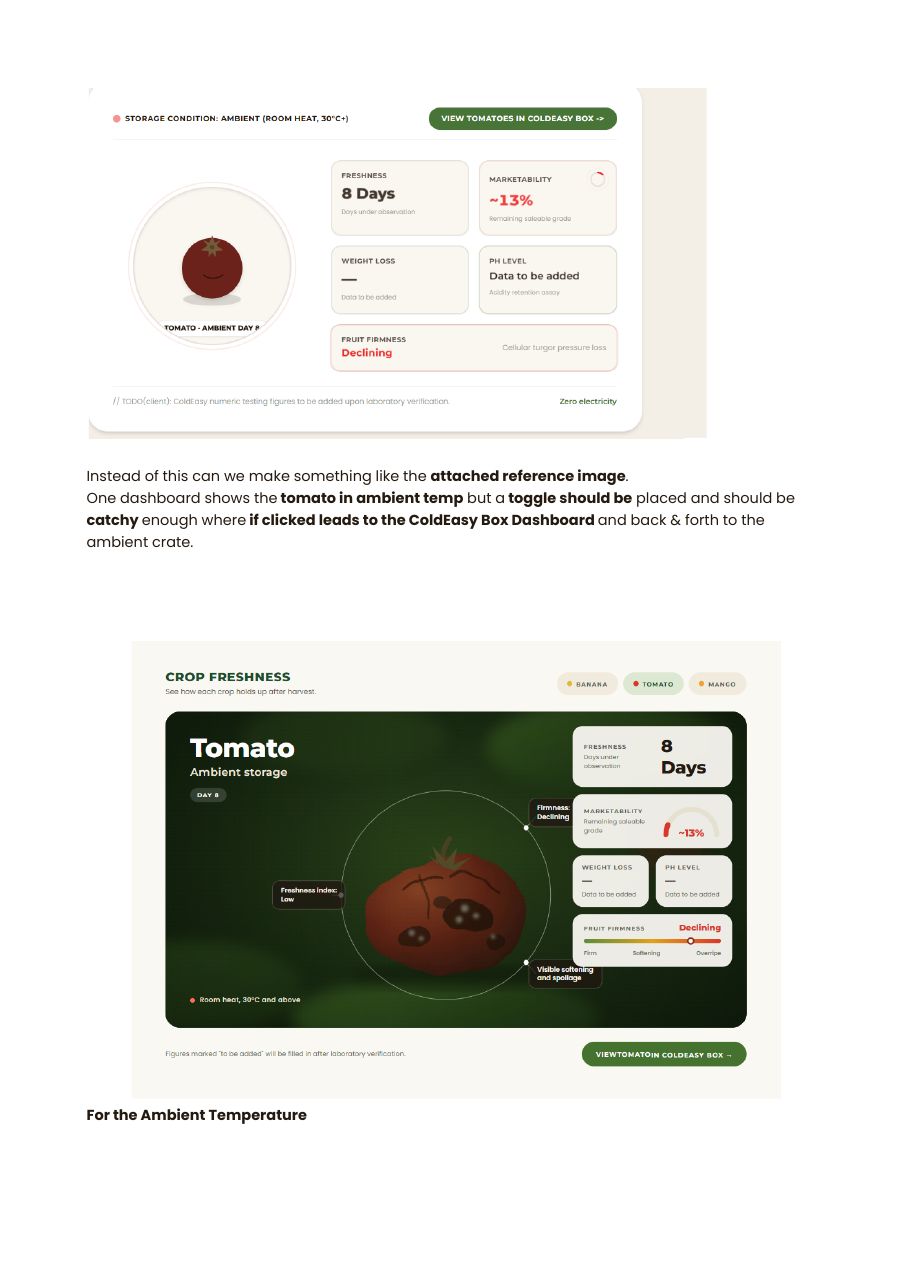 STORAGE CONDITION: AMBIENT (ROOM HEAT, 30°C+)
VIEW TOMATOES IN COLDEASY BOX ->
FRESHNESS
8 Days
Days under observation
MARKETABILITY
~13%
Remaining saleable grade
WEIGHT LOSS
—
Data to be added
PH LEVEL
Data to be added
Acidity retention assay
TOMATO - AMBIENT DAY 8
FRUIT FIRMNESS
Declining
Cellular turgor pressure loss
// TODO(client): ColdEasy numeric testing figures to be added upon laboratory verification.
Zero electricity
Instead of this can we make something like the attached reference image.
One dashboard shows the tomato in ambient temp but a toggle should be placed and should be
catchy enough where if clicked leads to the ColdEasy Box Dashboard and back & forth to the
ambient crate.
CROP FRESHNESS
See how each crop holds up after harvest.
BANANA
TOMATO
MANGO
Tomato
Ambient storage
DAY 8
FRESHNESS
Days under
observation
8
Days
Firmness:
Declining
MARKETABILITY
Remaining saleable
grade
~13%
WEIGHT LOSS
—
Data to be added
PH LEVEL
—
Data to be added
Freshness index:
Low
FRUIT FIRMNESS
Declining
Firm
Softening
Overripe
Visible softening
and spoilage
Room heat, 30°C and above
Figures marked "to be added" will be filled in after laboratory verification.
VIEWTOMATOIN COLDEASY BOX →
For the Ambient Temperature